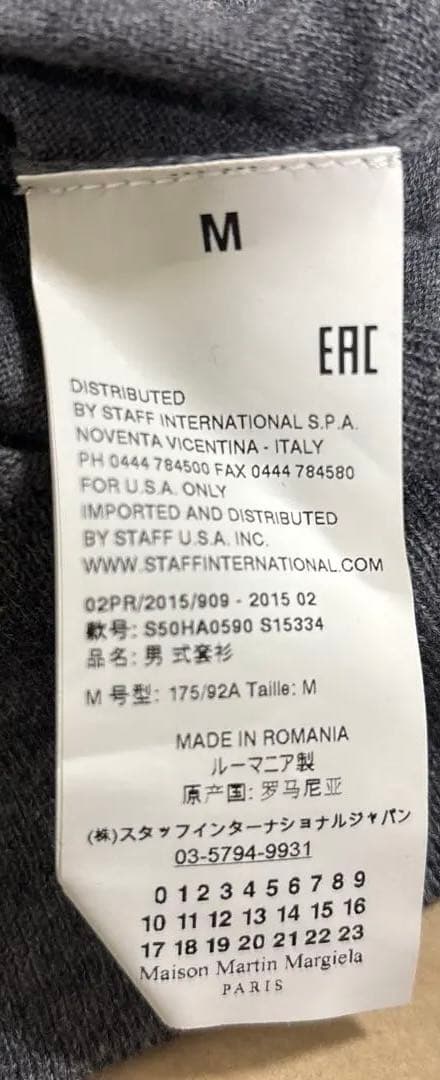 M
EAC
DISTRIBUTED
BY STAFF INTERNATIONAL S.P.A.
NOVENTA VICENTINA - ITALY
PH 0444 784500 FAX 0444 784580
FOR U.S.A. ONLY
IMPORTED AND DISTRIBUTED
BY STAFF U.S.A. INC.
WWW.STAFFINTERNATIONAL.COM
02PR/2015/909 - 2015 02
款号: S50HA0590 S15334
品名: 男 式套衫
M 号型: 175/92A Taille: M
MADE IN ROMANIA
ルーマニア製
原产国: 罗马尼亚
(株)スタッフインターナショナルジャパン
03-5794-9931
0 1 2 3 4 5 6 7 8 9
10 11 12 13 14 15 16
17 18 19 20 21 22 23
Maison Martin Margiela
PARIS